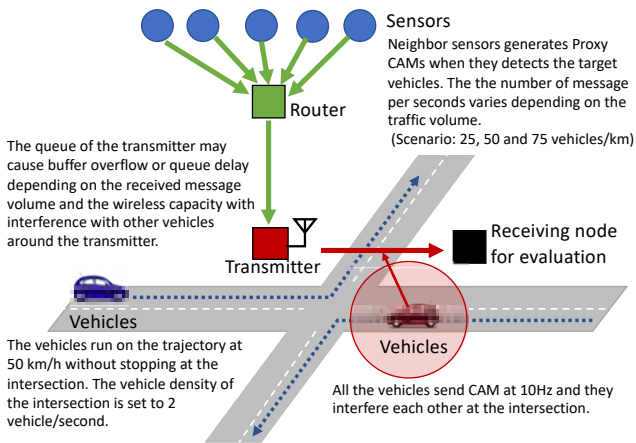 Sensors
Neighbor sensors generates Proxy
CAMs when they detects the target
vehicles. The the number of message
per seconds varies depending on the
traffic volume.
(Scenario: 25, 50 and 75 vehicles/km)
Router
The queue of the transmitter may
cause buffer overflow or queue delay
depending on the received message
volume and the wireless capacity with
interference with other vehicles
around the transmitter.
Transmitter
Receiving node
for evaluation
Vehicles
The vehicles run on the trajectory at
50 km/h without stopping at the
intersection. The vehicle density of
the intersection is set to 2
vehicle/second.
Vehicles
All the vehicles send CAM at 10Hz and they
interfere each other at the intersection.